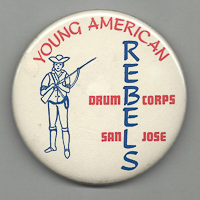 YOUNG AMERICAN
REBELS
DRUM CORPS
SAN JOSE